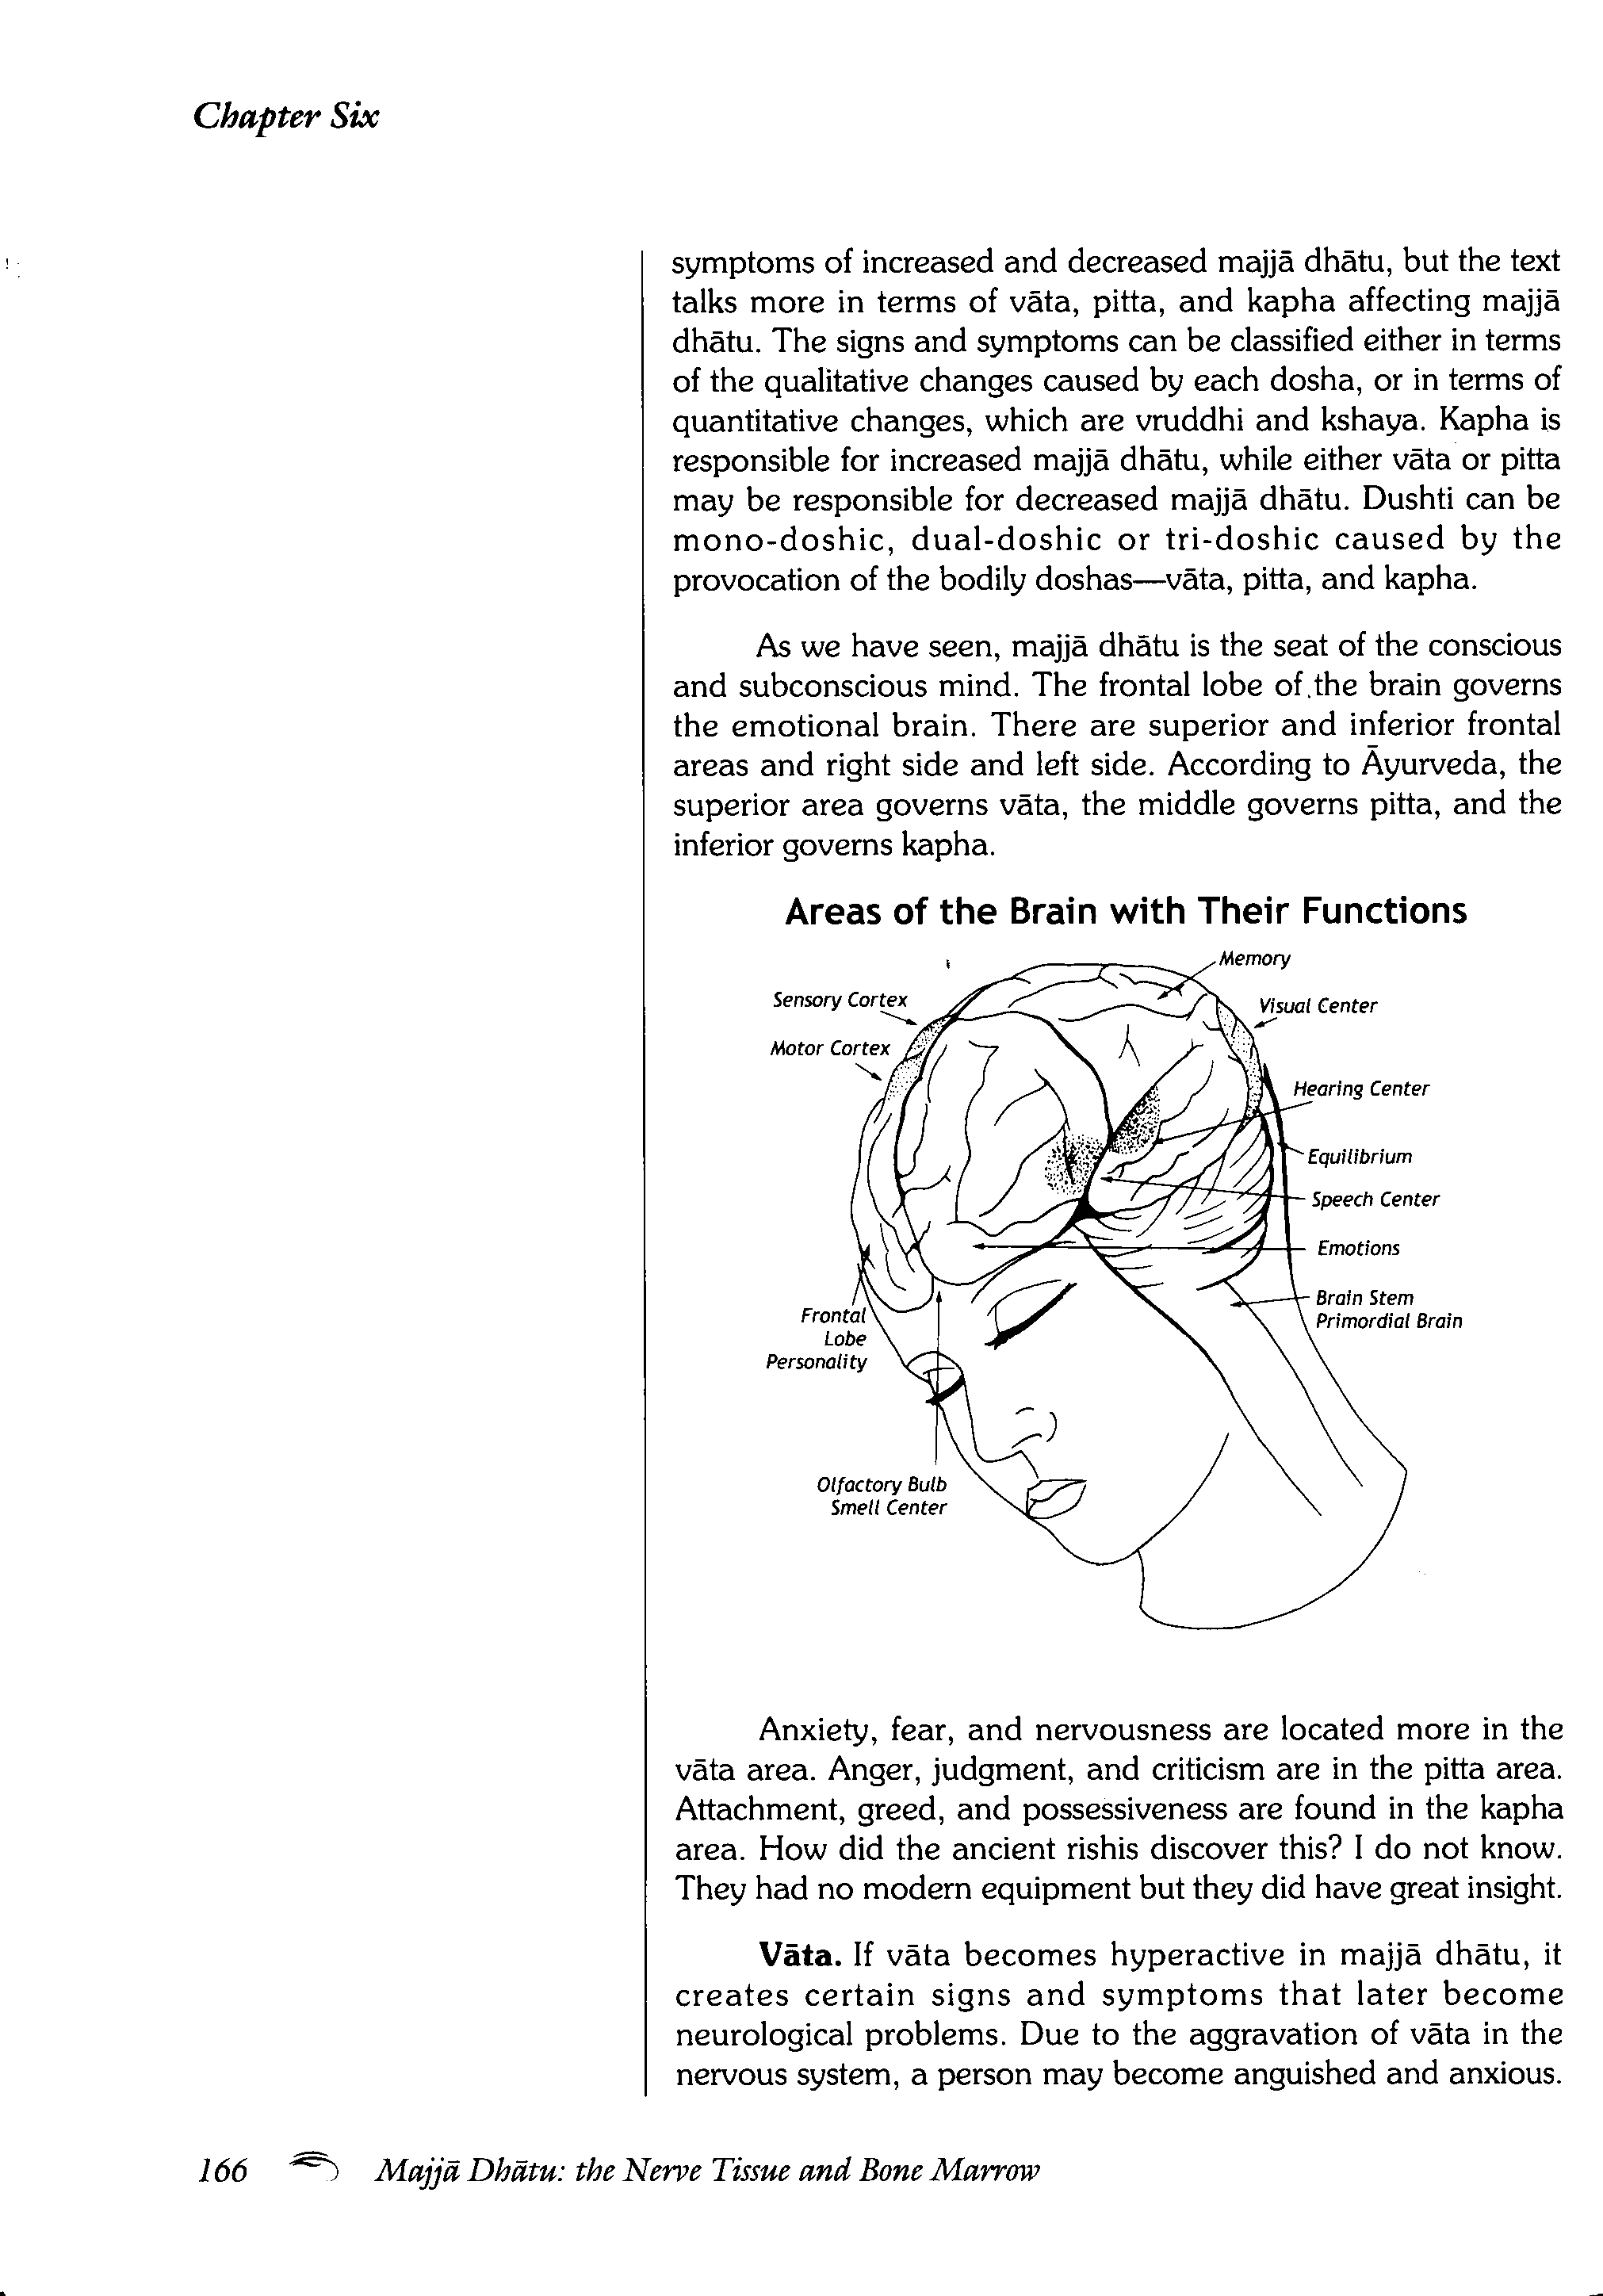 Chapter Six
symptoms of increased and decreased majjā dhātu, but the text
talks more in terms of vāta, pitta, and kapha affecting majjā
dhātu. The signs and symptoms can be classified either in terms
of the qualitative changes caused by each dosha, or in terms of
quantitative changes, which are vruddhi and kshaya. Kapha is
responsible for increased majjā dhātu, while either vāta or pitta
may be responsible for decreased majjā dhātu. Dushti can be
mono-doshic, dual-doshic or tri-doshic caused by the
provocation of the bodily doshas—vāta, pitta, and kapha.
As we have seen, majjā dhātu is the seat of the conscious
and subconscious mind. The frontal lobe of the brain governs
the emotional brain. There are superior and inferior frontal
areas and right side and left side. According to Āyurveda, the
superior area governs vāta, the middle governs pitta, and the
inferior governs kapha.
Areas of the Brain with Their Functions
Memory
Sensory Cortex
Visual Center
Motor Cortex
Hearing Center
Equilibrium
Speech Center
Emotions
Brain Stem
Primordial Brain
Frontal
Lobe
Personality
Olfactory Bulb
Smell Center
Anxiety, fear, and nervousness are located more in the
vāta area. Anger, judgment, and criticism are in the pitta area.
Attachment, greed, and possessiveness are found in the kapha
area. How did the ancient rishis discover this? I do not know.
They had no modern equipment but they did have great insight.
Vāta. If vāta becomes hyperactive in majjā dhātu, it
creates certain signs and symptoms that later become
neurological problems. Due to the aggravation of vāta in the
nervous system, a person may become anguished and anxious.
166 Majjā Dhātu: the Nerve Tissue and Bone Marrow